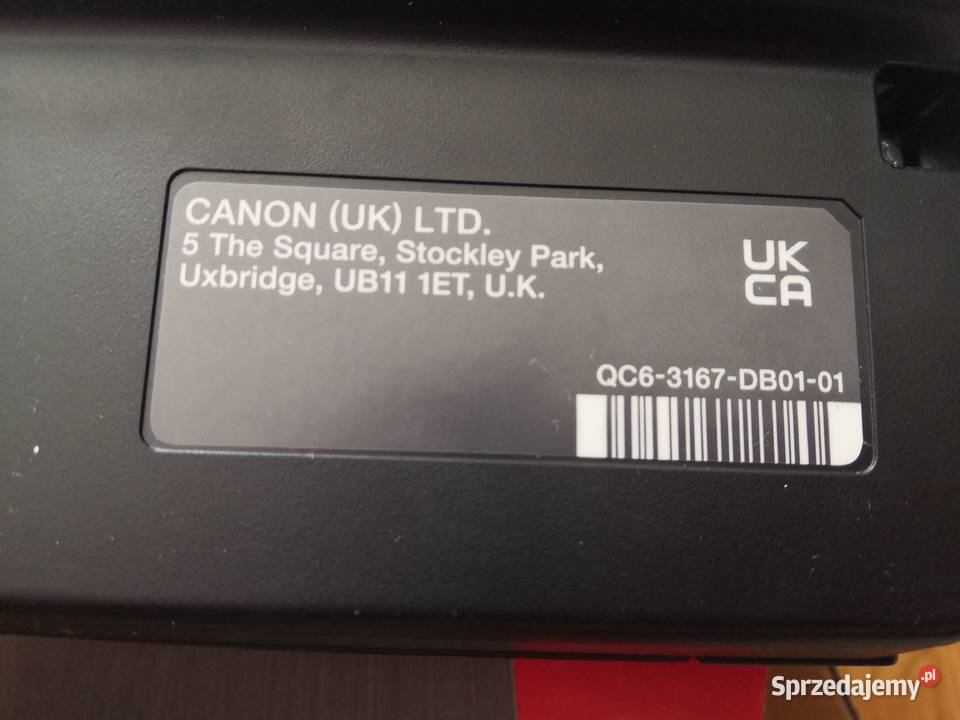 CANON (UK) LTD.
5 The Square, Stockley Park,
Uxbridge, UB11 1ET, U.K.
UK
CA
QC6-3167-DB01-01
Sprzedajemy.pl